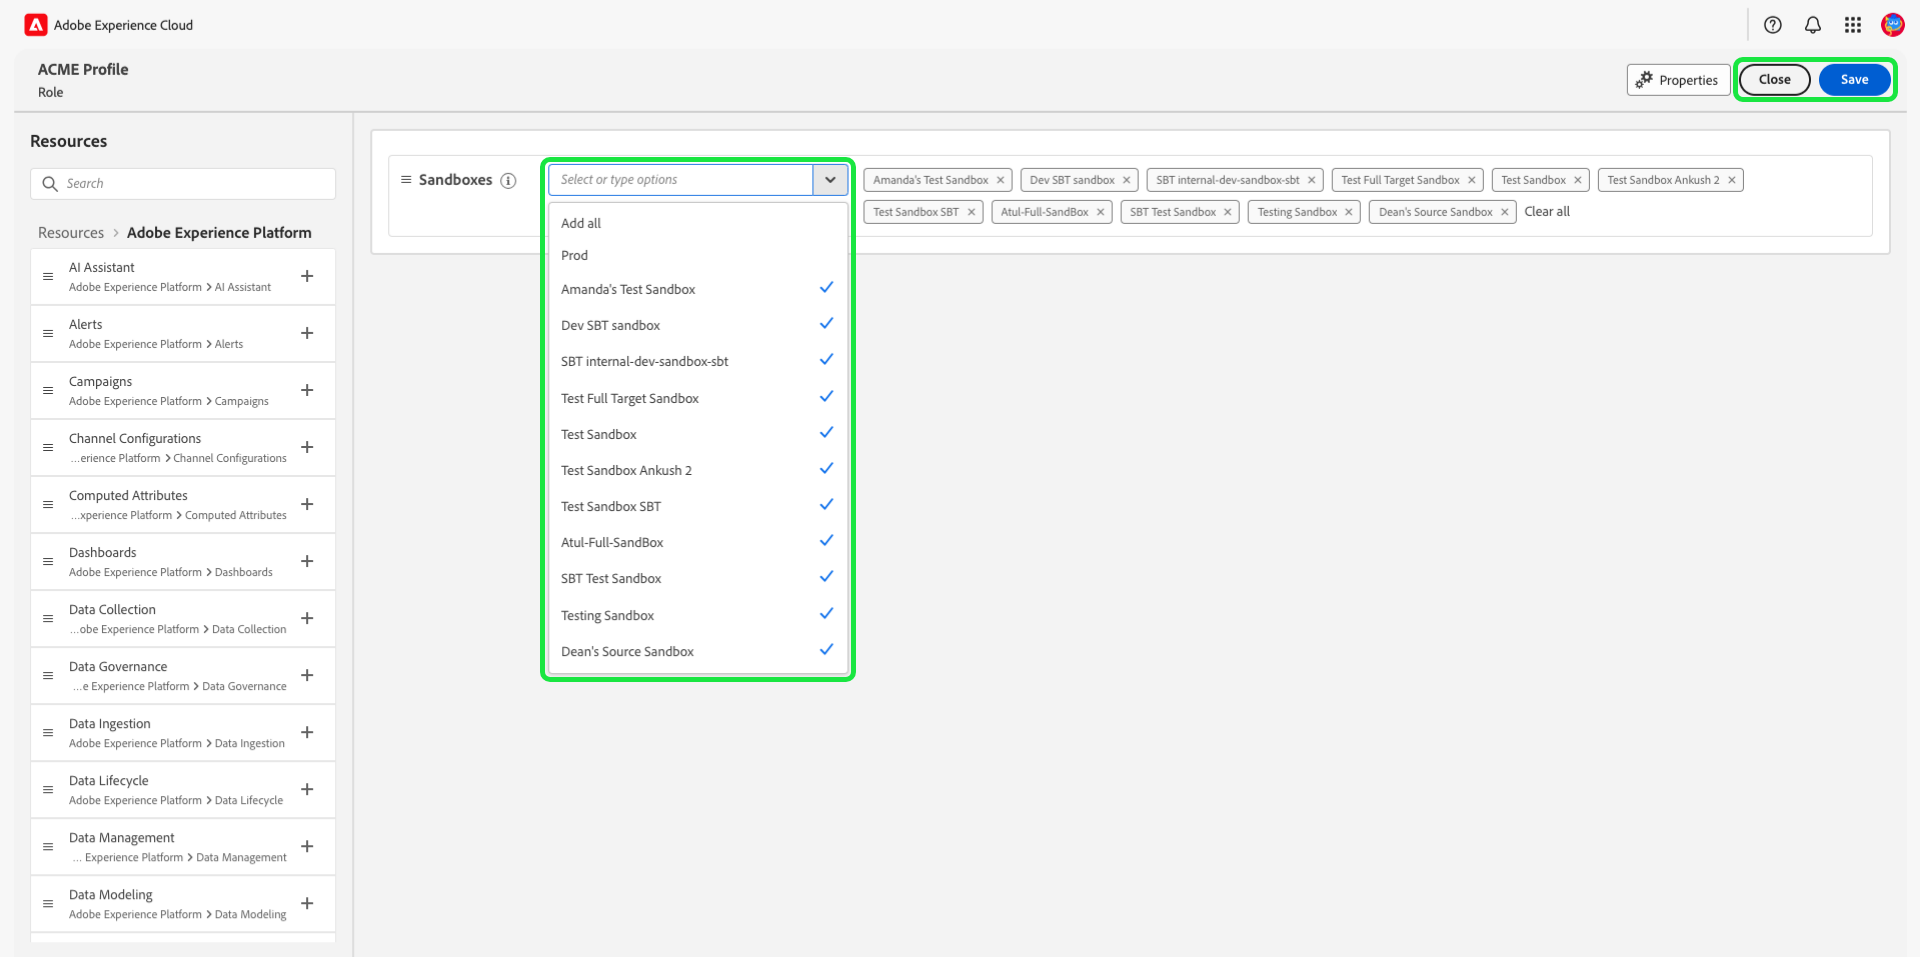 Adobe Experience Cloud
ACME Profile
Role
Properties
Close
Save
Resources
Search
Resources > Adobe Experience Platform
AI Assistant
Adobe Experience Platform > AI Assistant
Alerts
Adobe Experience Platform > Alerts
Campaigns
Adobe Experience Platform > Campaigns
Channel Configurations
...erience Platform > Channel Configurations
Computed Attributes
...xperience Platform > Computed Attributes
Dashboards
Adobe Experience Platform > Dashboards
Data Collection
...obe Experience Platform > Data Collection
Data Governance
...e Experience Platform > Data Governance
Data Ingestion
Adobe Experience Platform > Data Ingestion
Data Lifecycle
Adobe Experience Platform > Data Lifecycle
Data Management
... Experience Platform > Data Management
Data Modeling
Adobe Experience Platform > Data Modeling
Sandboxes
Select or type options
Add all
Prod
Amanda's Test Sandbox
Dev SBT sandbox
SBT internal-dev-sandbox-sbt
Test Full Target Sandbox
Test Sandbox
Test Sandbox Ankush 2
Test Sandbox SBT
Atul-Full-SandBox
SBT Test Sandbox
Testing Sandbox
Dean's Source Sandbox
Amanda's Test Sandbox Dev SBT sandbox SBT internal-dev-sandbox-sbt Test Full Target Sandbox Test Sandbox Test Sandbox Ankush 2
Test Sandbox SBT Atul-Full-SandBox SBT Test Sandbox Testing Sandbox Dean's Source Sandbox Clear all